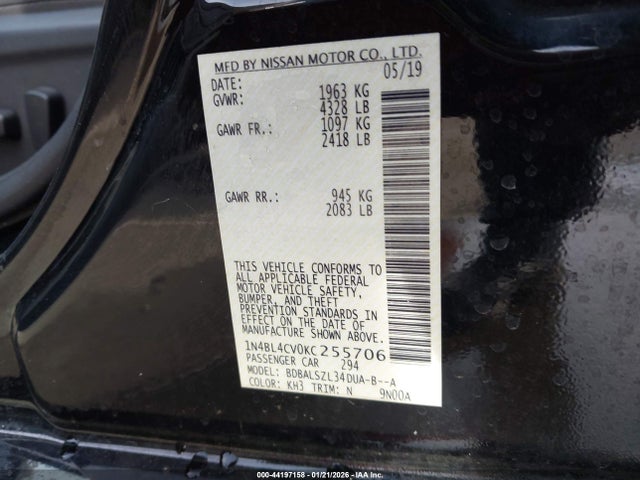 MFD BY NISSAN MOTOR CO., LTD.
DATE: 05/19
GVWR: 1963 KG
4328 LB
GAWR FR.: 1097 KG
2418 LB
GAWR RR.: 945 KG
2083 LB
THIS VEHICLE CONFORMS TO
ALL APPLICABLE FEDERAL
MOTOR VEHICLE SAFETY,
BUMPER, AND THEFT
PREVENTION STANDARDS IN
EFFECT ON THE DATE OF
MANUFACTURE SHOWN ABOVE.
1N4BL4CV0KC255706
PASSENGER CAR 294
MODEL: BDBALSZL34DUA-B--A
COLOR: KH3 TRIM: N 9N00A
000-44197158 - 01/21/2026 - IAA Inc.